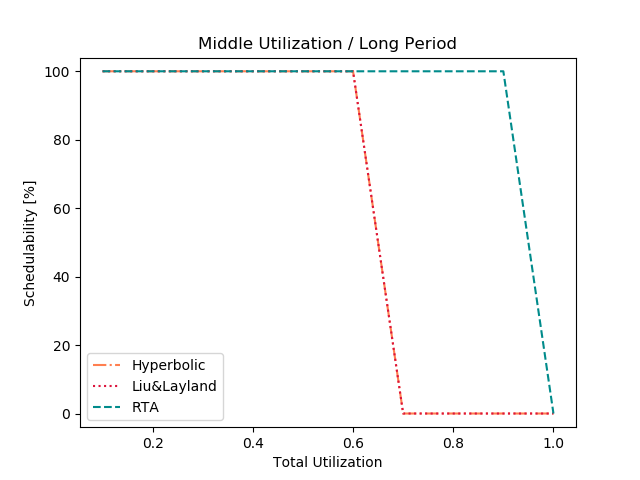 Middle Utilization / Long Period
Schedulability [%]
100
80
60
40
20
0
Hyperbolic
Liu&Layland
RTA
0.2
0.4
0.6
0.8
1.0
Total Utilization